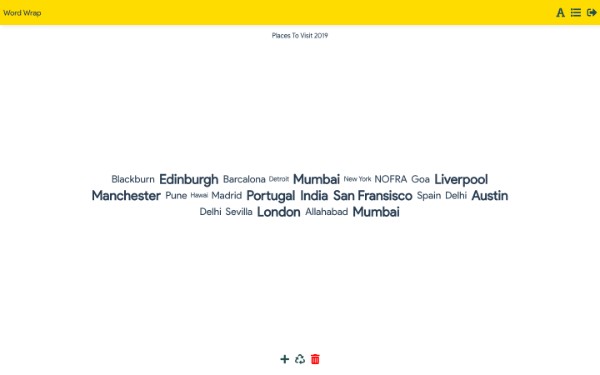 Word Wrap
Places To Visit 2019
Blackburn Edinburgh Barcalona Detroit Mumbai New York NOFRA Goa Liverpool
Manchester Pune Hawai Madrid Portugal India San Fransisco Spain Delhi Austin
Delhi Sevilla London Allahabad Mumbai